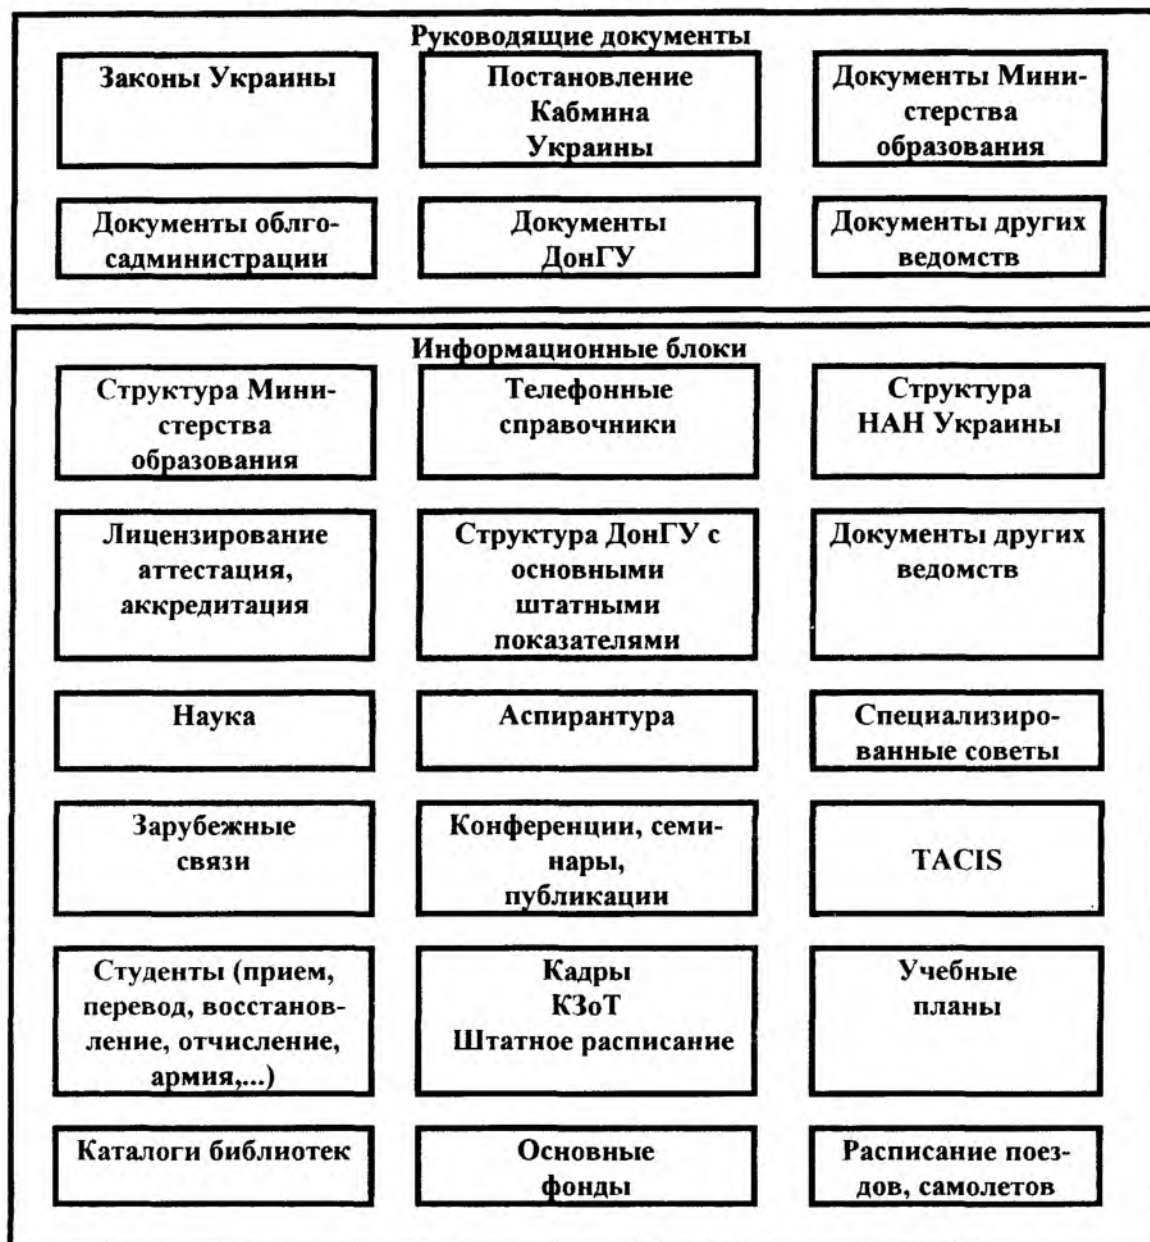 Руководящие документы
Законы Украины
Постановление
Кабмина
Украины
Документы Мини-
стерства
образования
Документы облго-
садминистрации
Документы
ДонГУ
Документы других
ведомств
Информационные блоки
Структура Мини-
стерства
образования
Телефонные
справочники
Структура
НАН Украины
Лицензирование
аттестация,
аккредитация
Структура ДонГУ с
основными
штатными
показателями
Документы других
ведомств
Наука
Аспирантура
Специализиро-
ванные советы
Зарубежные
связи
Конференции, семи-
нары,
публикации
TACIS
Студенты (прием,
перевод, восстанов-
ление, отчисление,
армия,...)
Кадры
КЗоТ
Штатное расписание
Учебные
планы
Каталоги библиотек
Основные
фонды
Расписание поез-
дов, самолетов